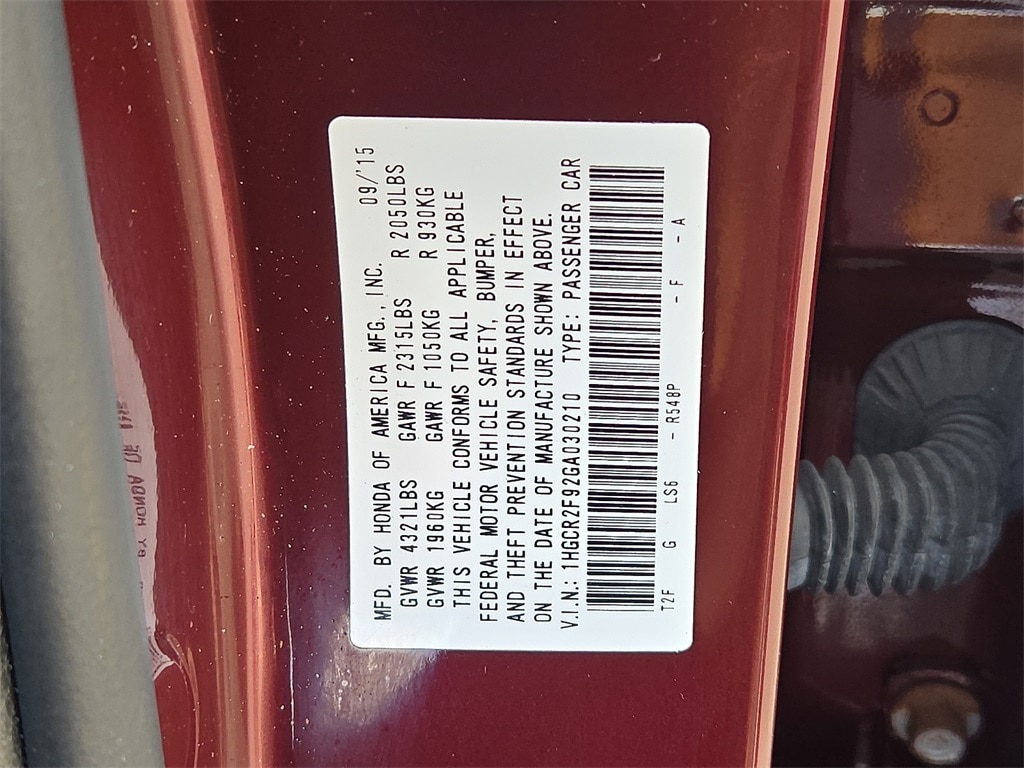 MFD. BY HONDA OF AMERICA MFG., INC. 09/'15
GVWR 4321LBS GAWR F 2315LBS R 2050LBS
GVWR 1960KG GAWR F 1050KG R 930KG
THIS VEHICLE CONFORMS TO ALL APPLICABLE
FEDERAL MOTOR VEHICLE SAFETY, BUMPER,
AND THEFT PREVENTION STANDARDS IN EFFECT
ON THE DATE OF MANUFACTURE SHOWN ABOVE.
V.I.N.: 1HGCR2F92GA030210 TYPE: PASSENGER CAR
T2F G LS6 - R548P - F - A